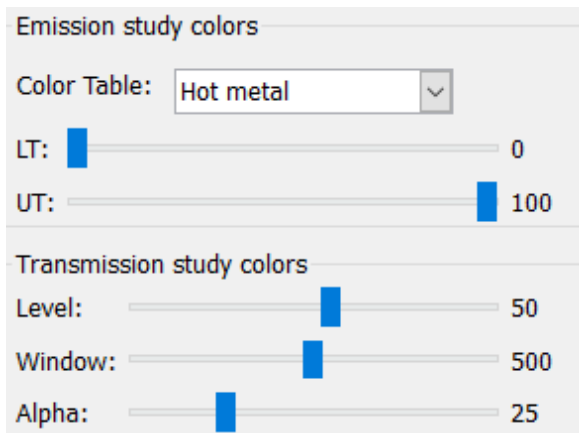 Emission study colors
Color Table: Hot metal
LT: 0
UT: 100
Transmission study colors
Level: 50
Window: 500
Alpha: 25